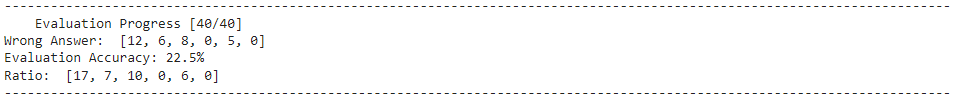 Evaluation Progress [40/40]
Wrong Answer:  [12, 6, 8, 0, 5, 0]
Evaluation Accuracy: 22.5%
Ratio:  [17, 7, 10, 0, 6, 0]